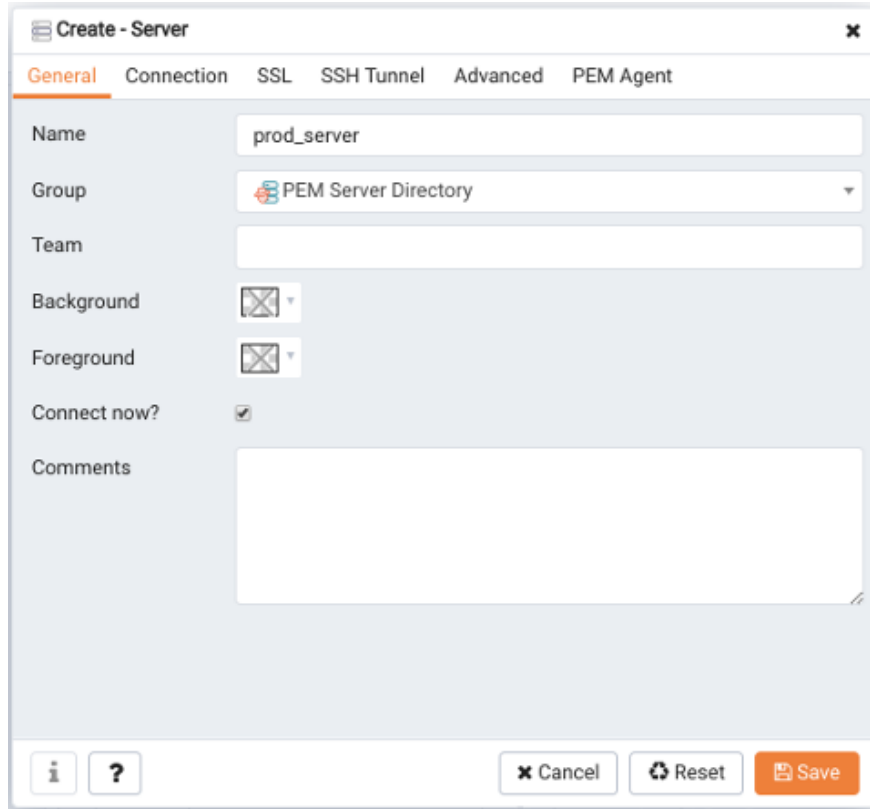 Create - Server
General Connection SSL SSH Tunnel Advanced PEM Agent
Name prod_server
Group PEM Server Directory
Team
Background
Foreground
Connect now?
Comments
i ? Cancel Reset Save